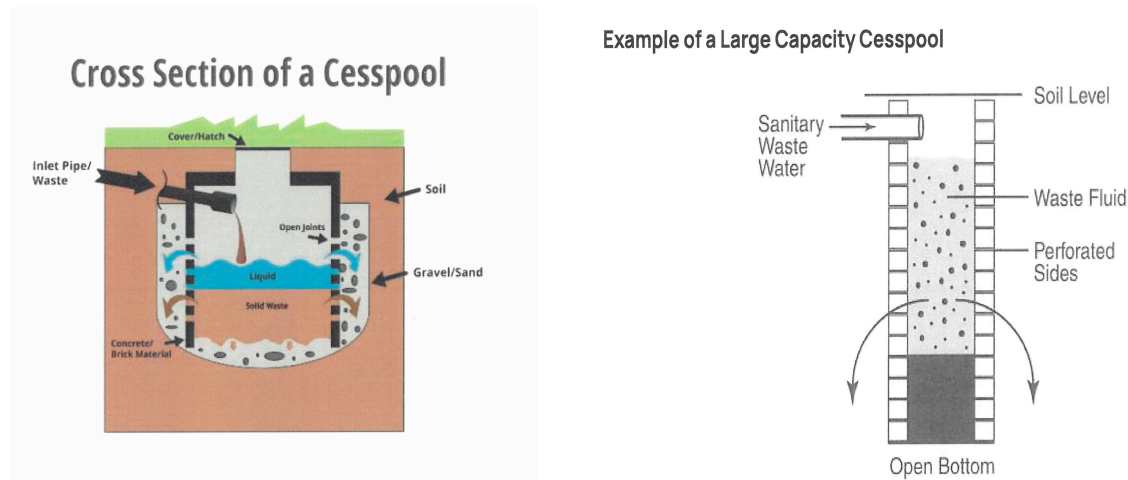 Cross Section of a Cesspool
Cover/Hatch
Inlet Pipe/
Waste
Soil
Open Joints
Liquid
Gravel/Sand
Solid Waste
Concrete/
Brick Material
Example of a Large Capacity Cesspool
Soil Level
Sanitary
Waste
Water
Waste Fluid
Perforated
Sides
Open Bottom